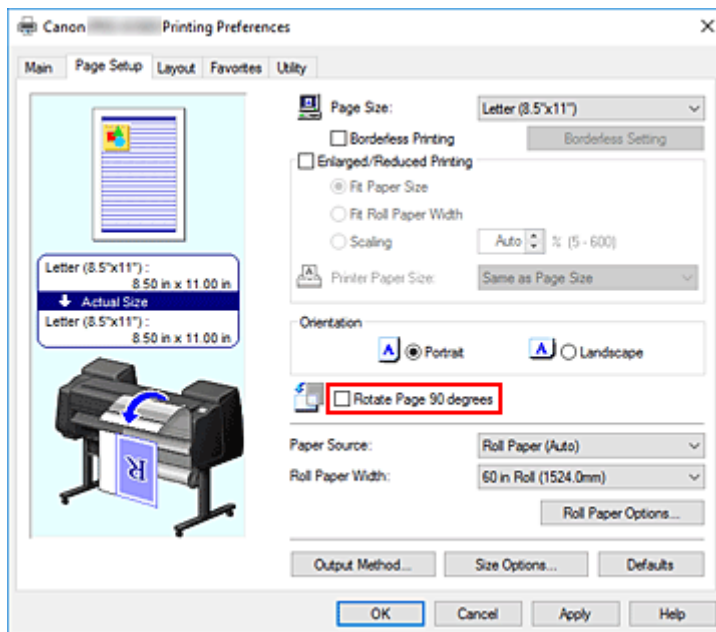 Canon Printing Preferences
Main Page Setup Layout Favorites Utility
Page Size: Letter (8.5"x11")
Borderless Printing Borderless Setting
Enlarged/Reduced Printing
Fit Paper Size
Fit Roll Paper Width
Scaling Auto % (5 - 600)
Printer Paper Size: Same as Page Size
Letter (8.5"x11") :
8.50 in x 11.00 in
Actual Size
Letter (8.5"x11") :
8.50 in x 11.00 in
Orientation
A Portrait A Landscape
Rotate Page 90 degrees
R
Paper Source: Roll Paper (Auto)
Roll Paper Width: 60 in Roll (1524.0mm)
Roll Paper Options...
Output Method... Size Options... Defaults
OK Cancel Apply Help